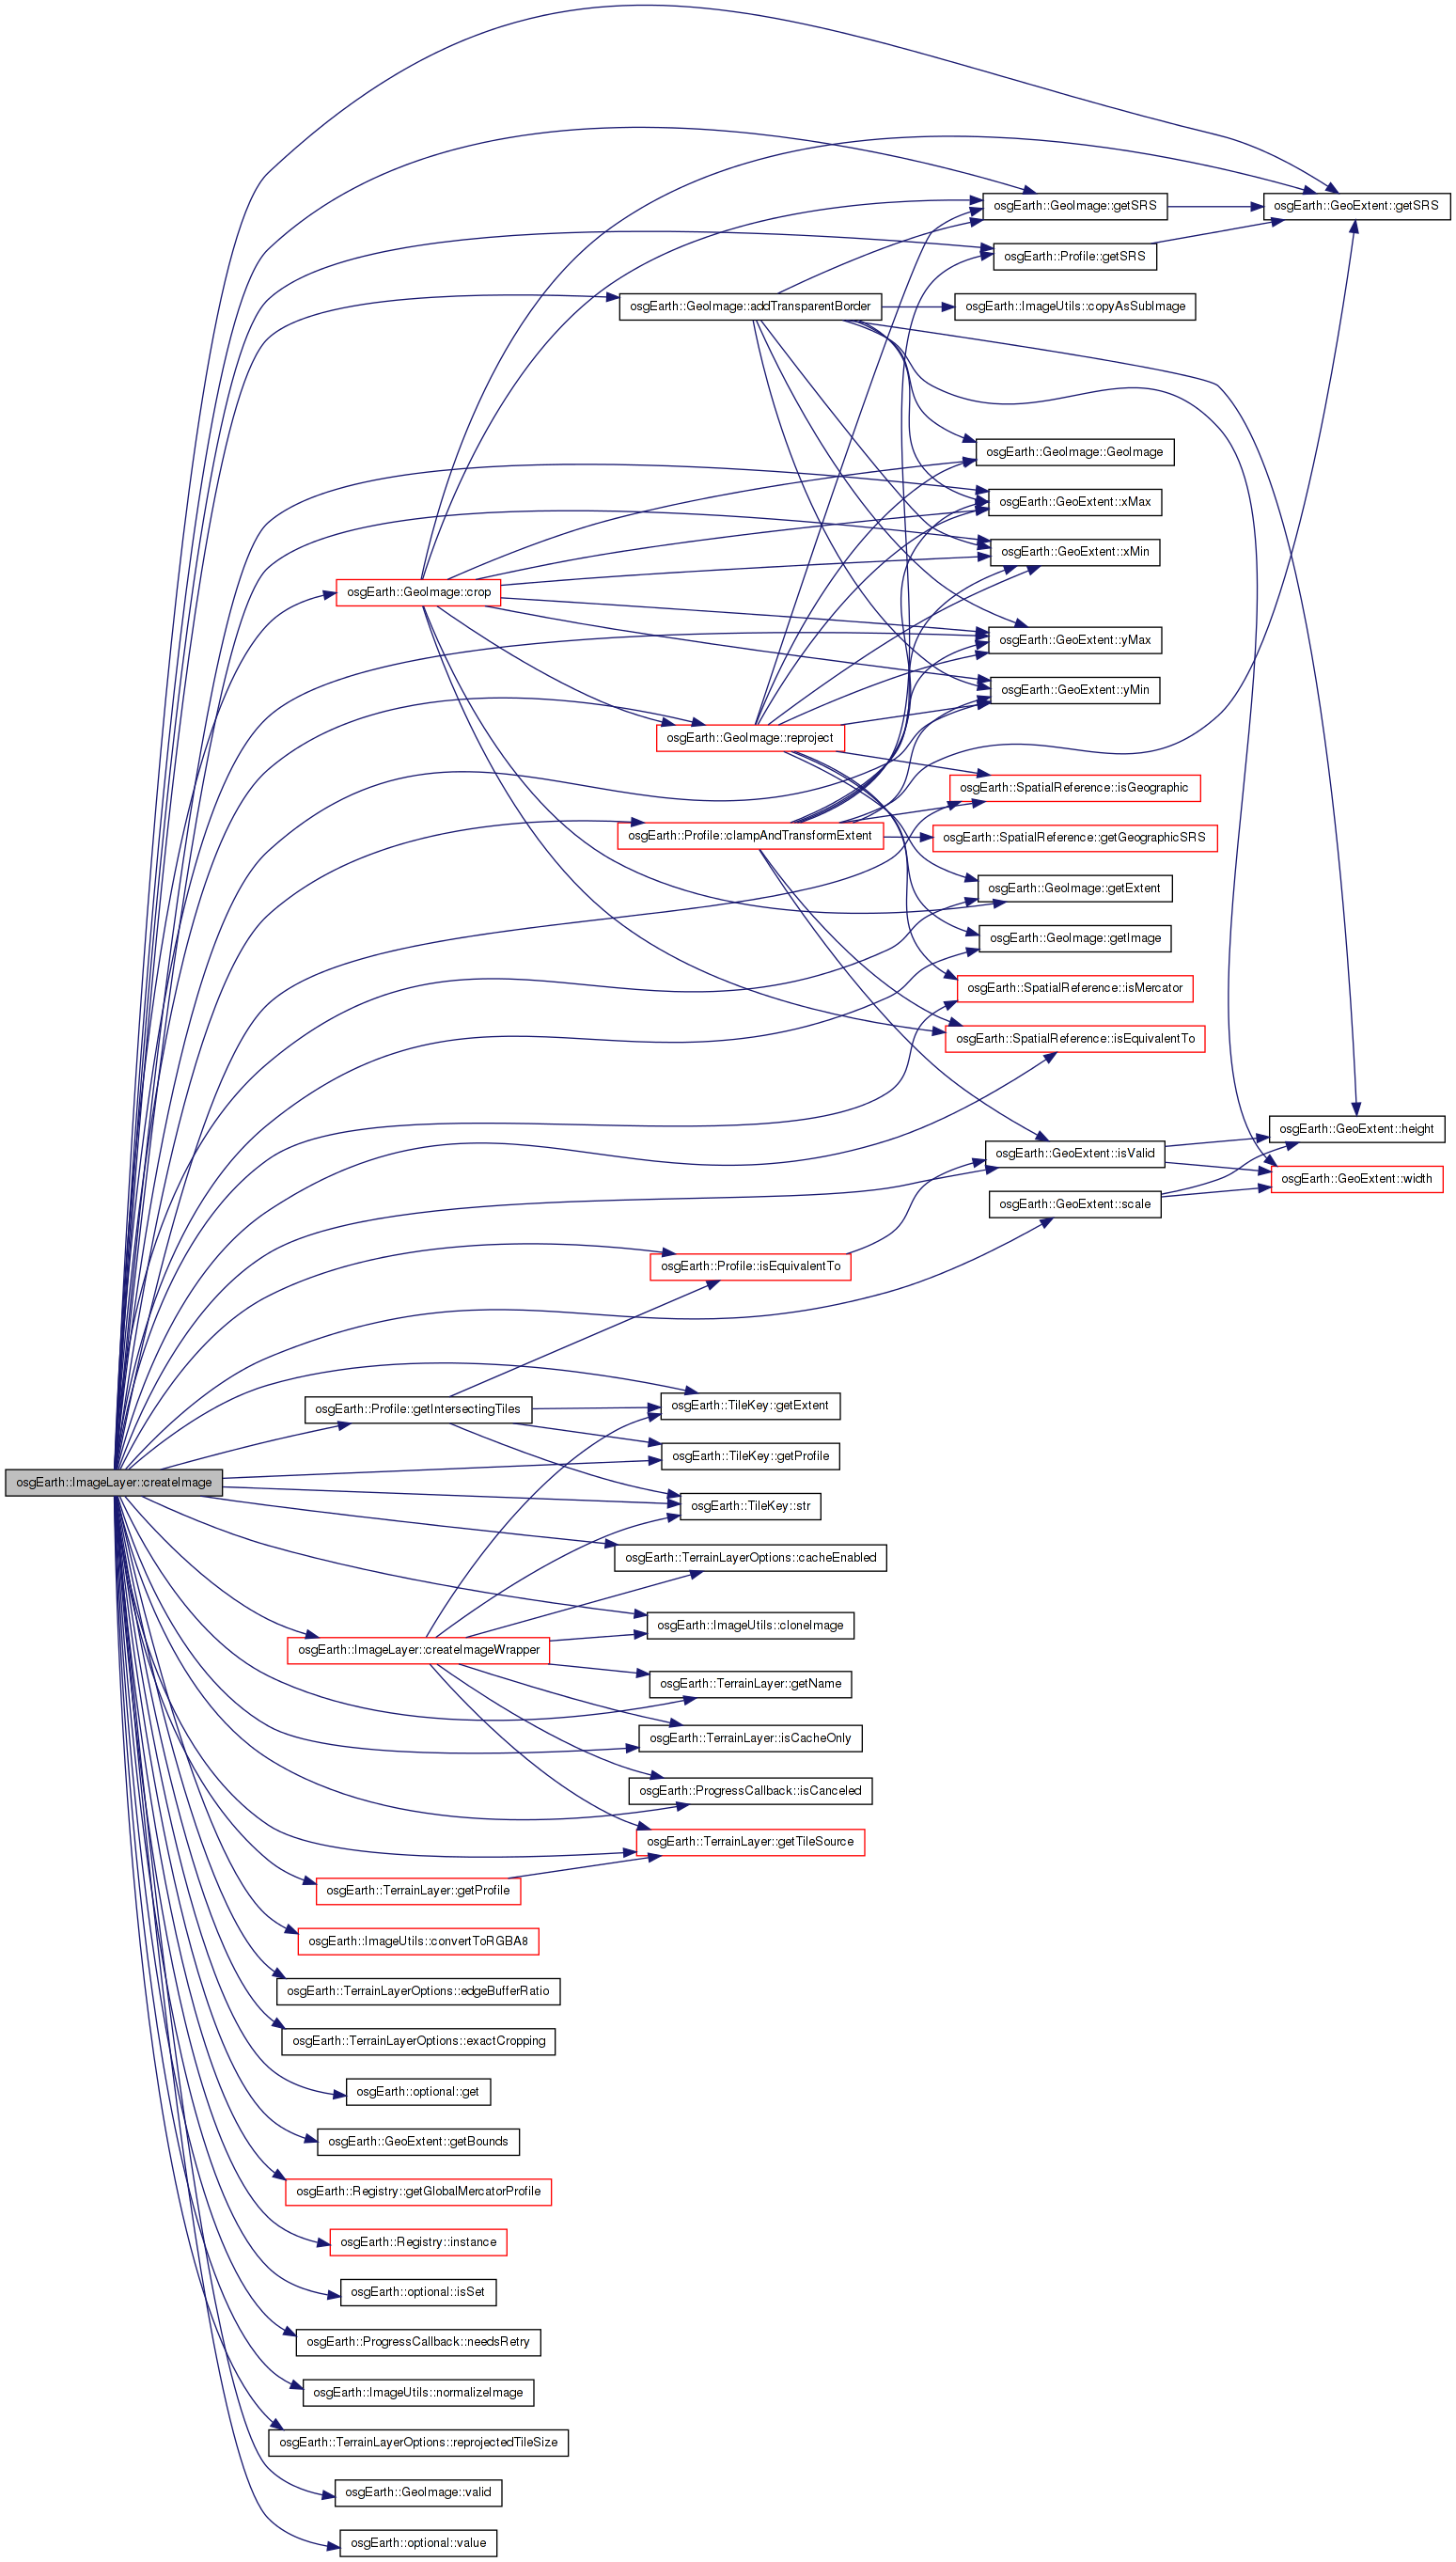 osgEarth::GeoImage::getSRS
osgEarth::GeoExtent::getSRS
osgEarth::Profile::getSRS
osgEarth::GeoImage::addTransparentBorder
osgEarth::ImageUtils::copyAsSubImage
osgEarth::GeoImage::GeoImage
osgEarth::GeoExtent::xMax
osgEarth::GeoExtent::xMin
osgEarth::GeoImage::crop
osgEarth::GeoExtent::yMax
osgEarth::GeoExtent::yMin
osgEarth::GeoImage::reproject
osgEarth::SpatialReference::isGeographic
osgEarth::Profile::clampAndTransformExtent
osgEarth::SpatialReference::getGeographicSRS
osgEarth::GeoImage::getExtent
osgEarth::GeoImage::getImage
osgEarth::SpatialReference::isMercator
osgEarth::SpatialReference::isEquivalentTo
osgEarth::GeoExtent::height
osgEarth::GeoExtent::isValid
osgEarth::GeoExtent::width
osgEarth::GeoExtent::scale
osgEarth::Profile::isEquivalentTo
osgEarth::TileKey::getExtent
osgEarth::Profile::getIntersectingTiles
osgEarth::TileKey::getProfile
osgEarth::ImageLayer::createImage
osgEarth::TileKey::str
osgEarth::TerrainLayerOptions::cacheEnabled
osgEarth::ImageUtils::cloneImage
osgEarth::ImageLayer::createImageWrapper
osgEarth::TerrainLayer::getName
osgEarth::TerrainLayer::isCacheOnly
osgEarth::ProgressCallback::isCanceled
osgEarth::TerrainLayer::getTileSource
osgEarth::TerrainLayer::getProfile
osgEarth::ImageUtils::convertToRGBA8
osgEarth::TerrainLayerOptions::edgeBufferRatio
osgEarth::TerrainLayerOptions::exactCropping
osgEarth::optional::get
osgEarth::GeoExtent::getBounds
osgEarth::Registry::getGlobalMercatorProfile
osgEarth::Registry::instance
osgEarth::optional::isSet
osgEarth::ProgressCallback::needsRetry
osgEarth::ImageUtils::normalizeImage
osgEarth::TerrainLayerOptions::reprojectedTileSize
osgEarth::GeoImage::valid
osgEarth::optional::value